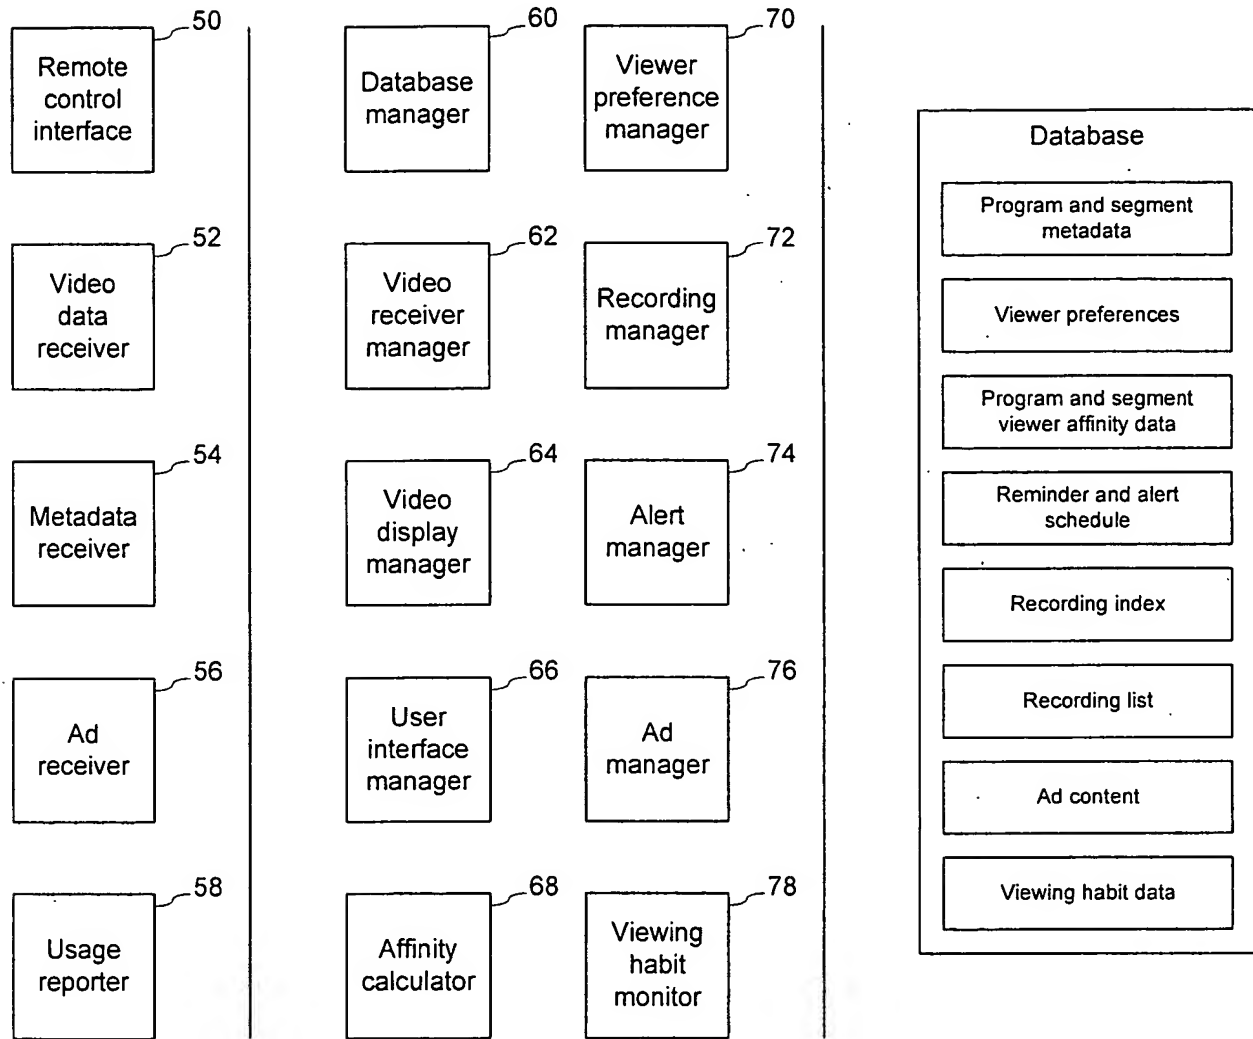 50
Remote
control
interface
60
Database
manager
70
Viewer
preference
manager
52
Video
data
receiver
62
Video
receiver
manager
72
Recording
manager
54
Metadata
receiver
64
Video
display
manager
74
Alert
manager
56
Ad
receiver
66
User
interface
manager
76
Ad
manager
58
Usage
reporter
68
Affinity
calculator
78
Viewing
habit
monitor
Database
Program and segment
metadata
Viewer preferences
Program and segment
viewer affinity data
Reminder and alert
schedule
Recording index
Recording list
Ad content
Viewing habit data